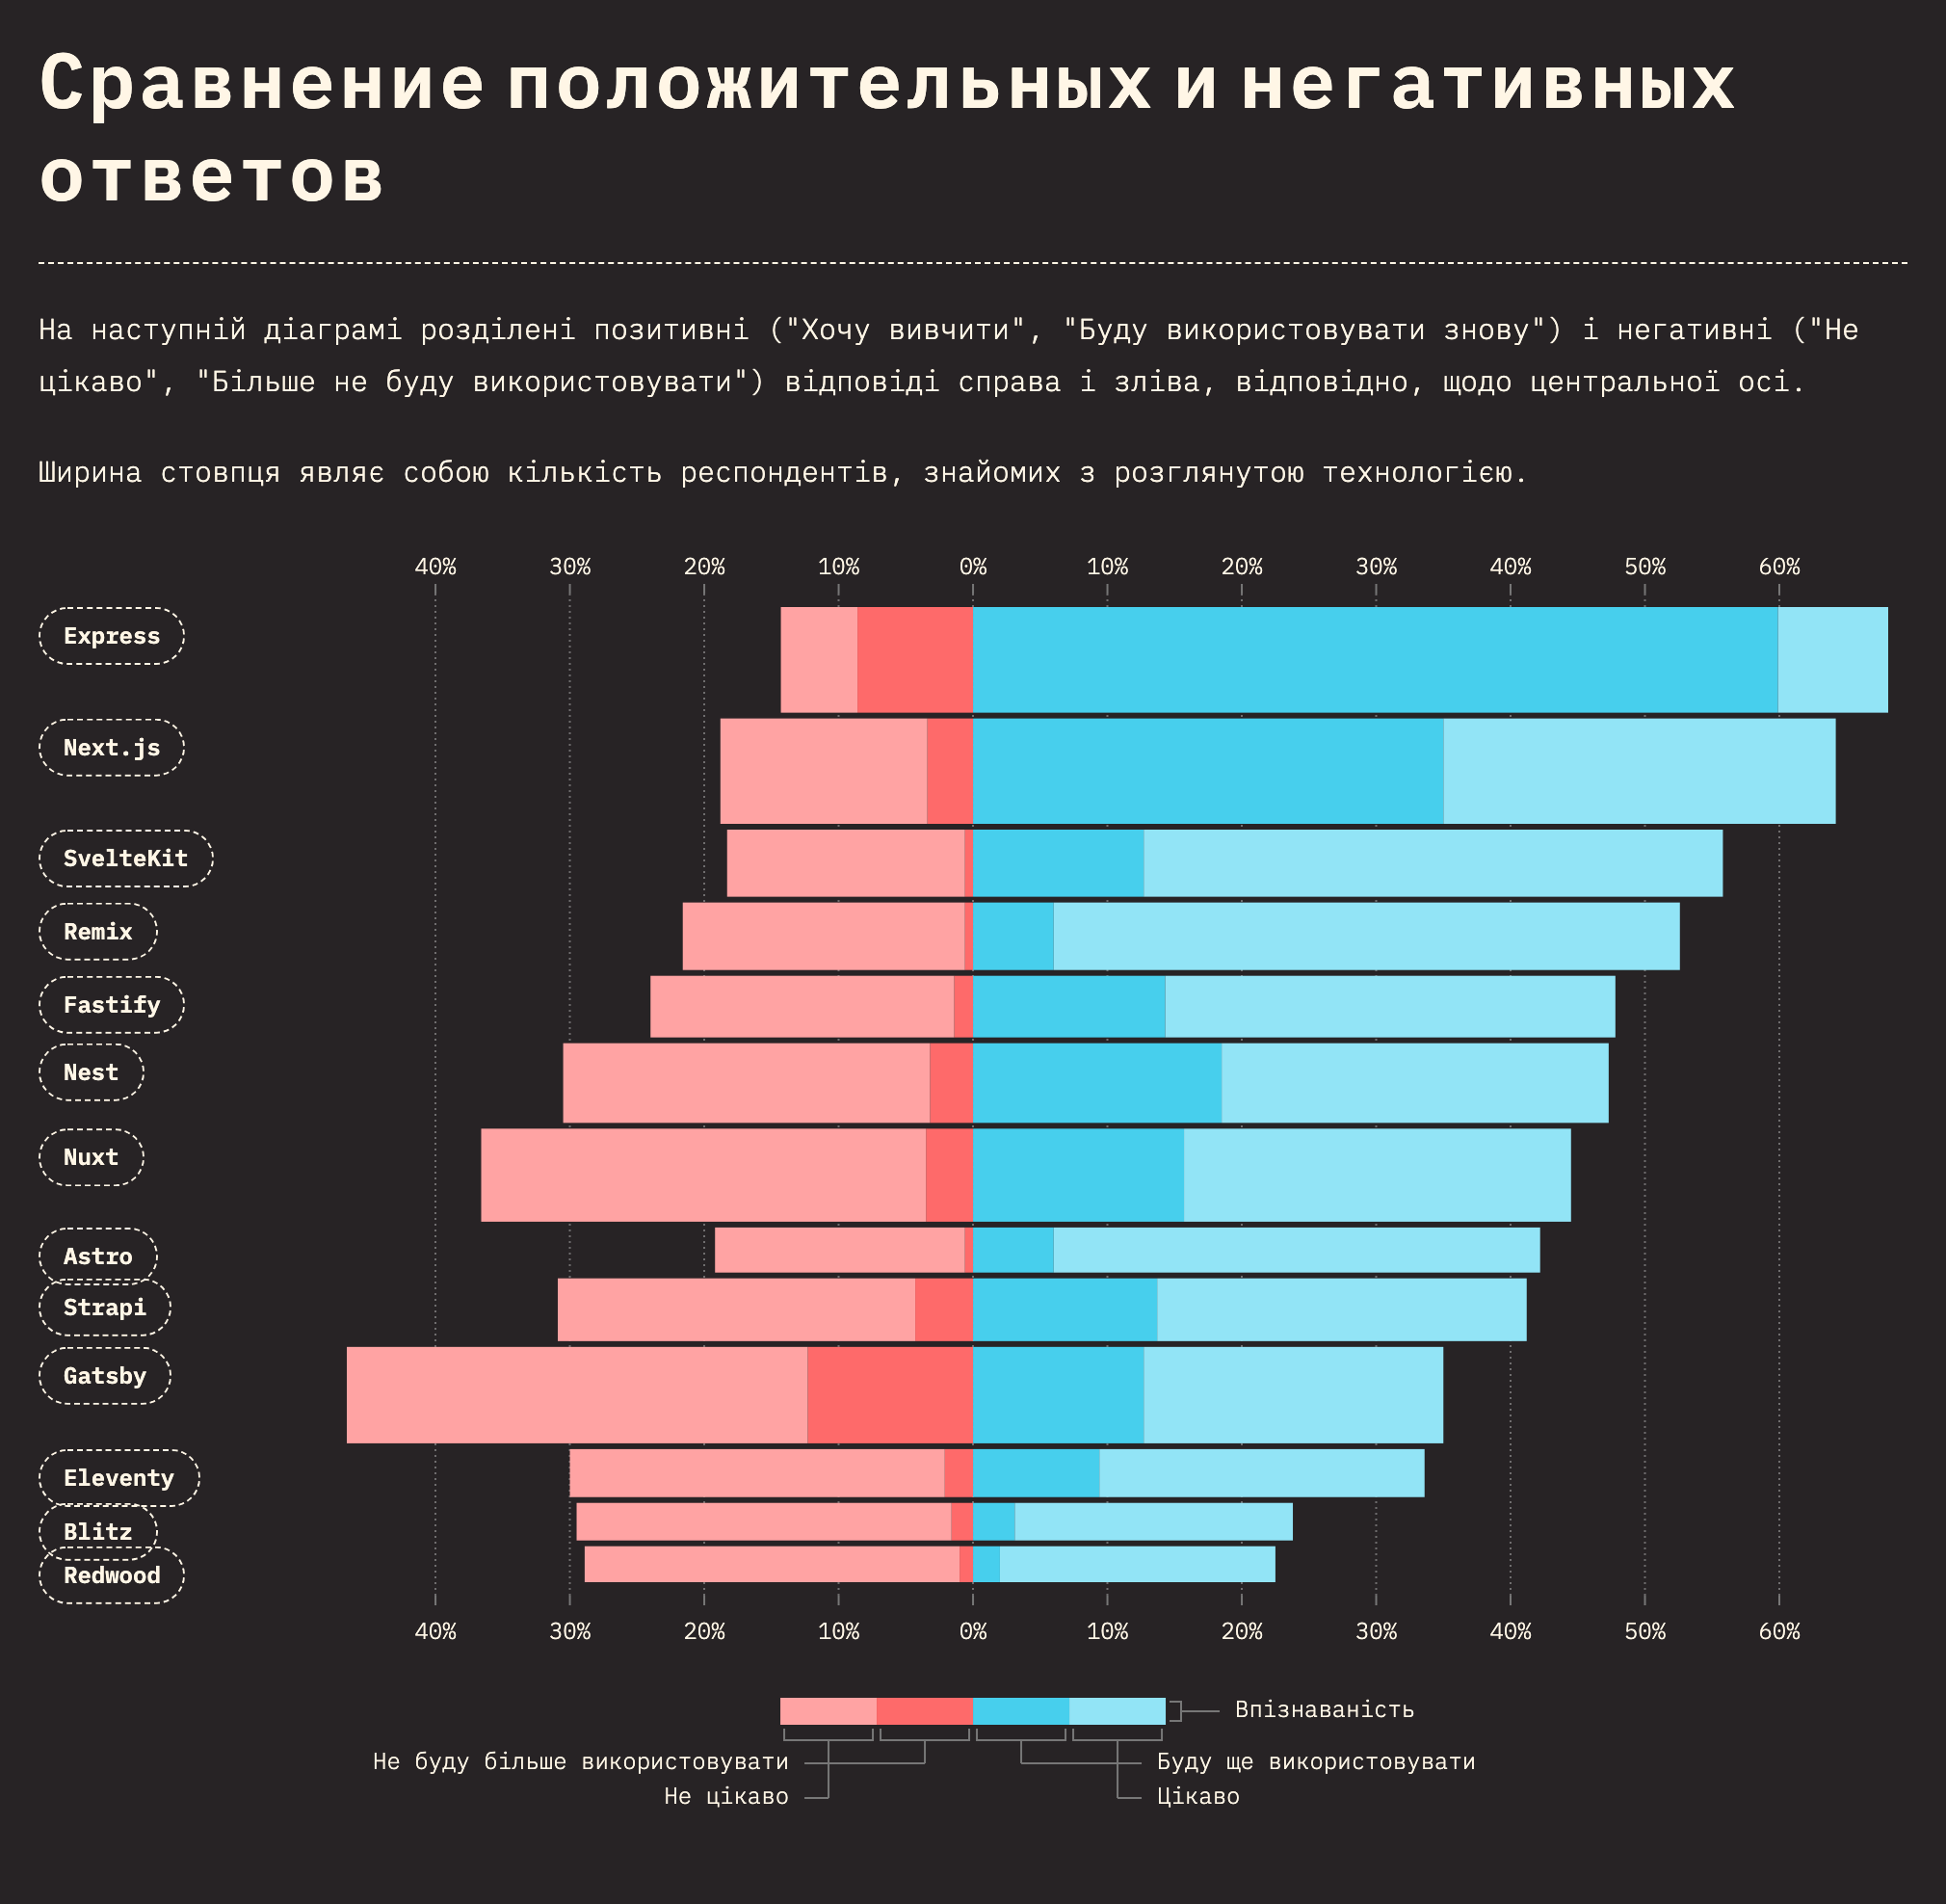 Сравнение положительных и негативных
ответов
На наступній діаграмі розділені позитивні ("Хочу вивчити", "Буду використовувати знову") і негативні ("Не
цікаво", "Більше не буду використовувати") відповіді справа і зліва, відповідно, щодо центральної осі.
Ширина стовпця являє собою кількість респондентів, знайомих з розглянутою технологією.
40% 30% 20% 10% 0% 10% 20% 30% 40% 50% 60%
Express
Next.js
SvelteKit
Remix
Fastify
Nest
Nuxt
Astro
Strapi
Gatsby
Eleventy
Blitz
Redwood
40% 30% 20% 10% 0% 10% 20% 30% 40% 50% 60%
Впізнаваність
Не буду більше використовувати Буду ще використовувати
Не цікаво Цікаво